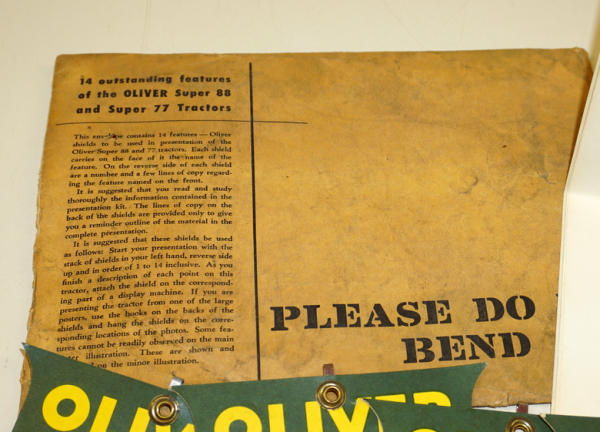 14 outstanding features
of the OLIVER Super 88
and Super 77 Tractors
This envelope contains 14 features — Oliver
shields to be used in presentation of the
Oliver Super 88 and 77 tractors. Each shield
carries on the face of it the name of the
feature. On the reverse side of each shield
are a number and a few lines of copy regard-
ing the feature named on the front.
It is suggested that you read and study
thoroughly the information contained in the
presentation kit. The lines of copy on the
back of the shields are provided only to give
you a reminder outline of the material in the
complete presentation.
It is suggested that these shields be used
as follows: Start your presentation with the
stack of shields in your left hand, reverse side
up and in order of 1 to 14 inclusive. As you
finish a description of each point on this
tractor, attach the shield on the correspond-
ing part of a display machine. If you are
presenting the tractor from one of the large
posters, use the hooks on the backs of the
shields and hang the shields on the corre-
sponding locations of the photos. Some fea-
tures cannot be readily observed on the main
illustration. These are shown and
on the minor illustration.
PLEASE DO
BEND
OLIVER